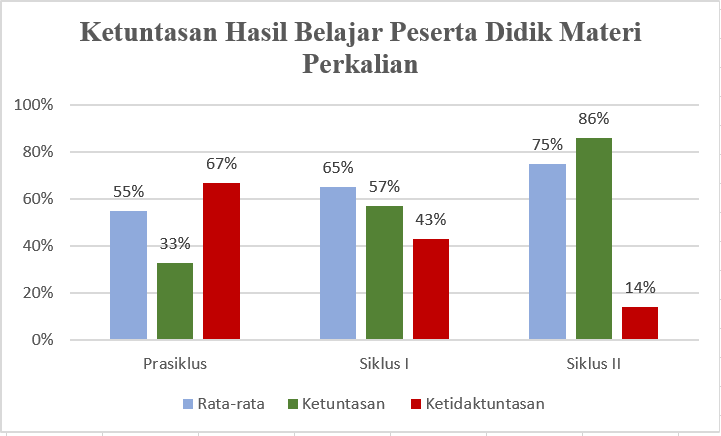 Ketuntasan Hasil Belajar Peserta Didik Materi
Perkalian
100%
80%
60%
40%
20%
0%
55%
33%
67%
65%
57%
43%
75%
86%
14%
Prasiklus
Siklus I
Siklus II
Rata-rata
Ketuntasan
Ketidaktuntasan